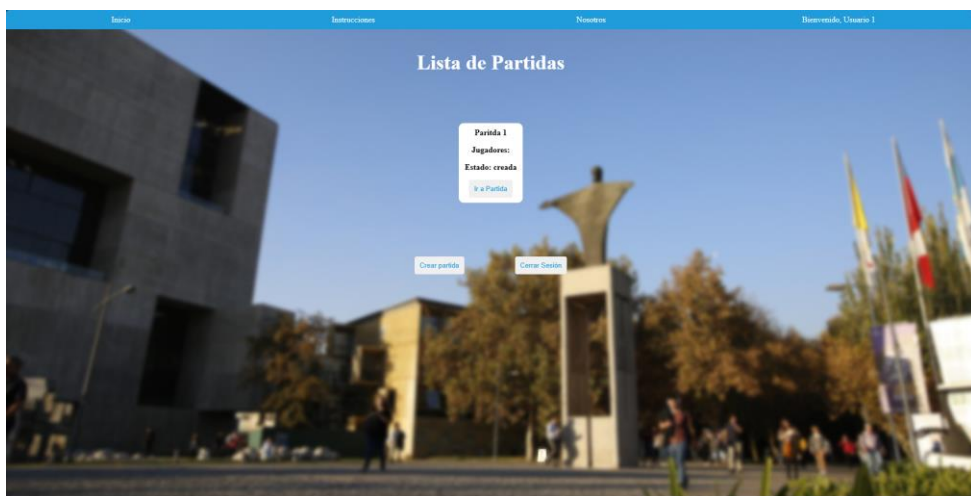 Inicio
Instrucciones
Nosotros
Bienvenido, Usuario 1
Lista de Partidas
Paritda 1
Jugadores:
Estado: creada
Ir a Partida
Crear partida
Cerrar Sesión